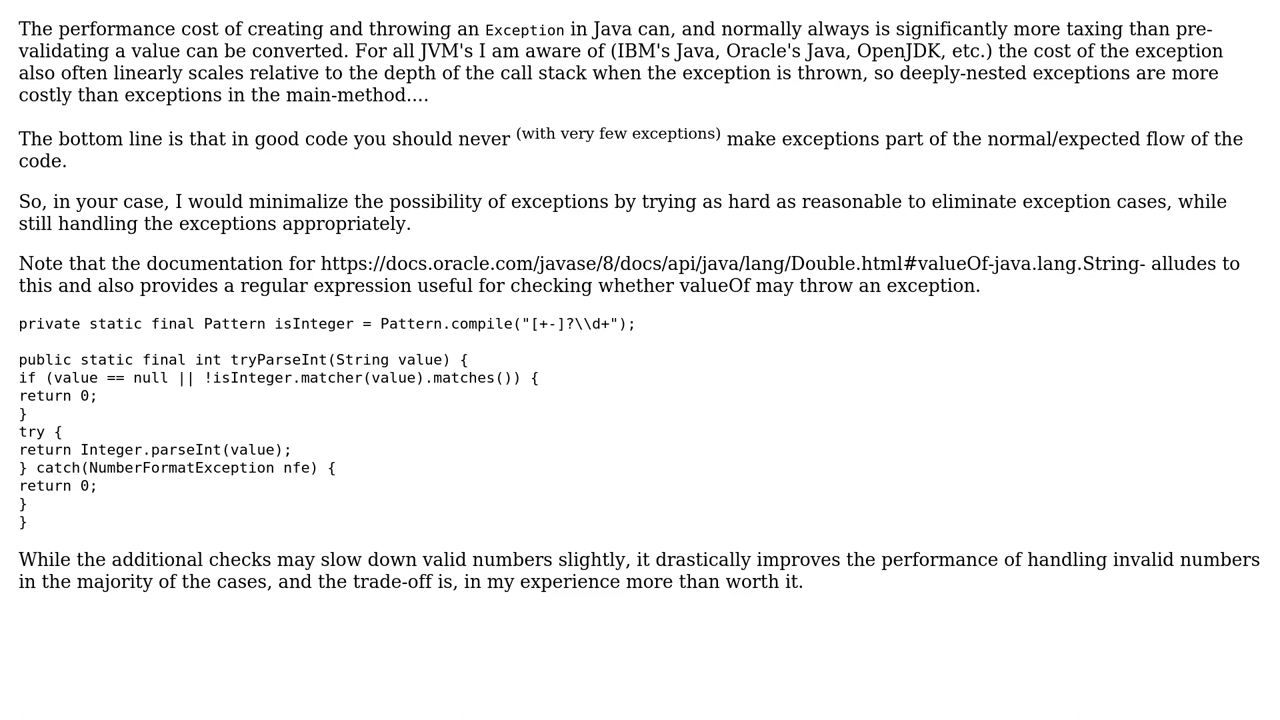 The performance cost of creating and throwing an Exception in Java can, and normally always is significantly more taxing than pre-
validating a value can be converted. For all JVM's I am aware of (IBM's Java, Oracle's Java, OpenJDK, etc.) the cost of the exception
also often linearly scales relative to the depth of the call stack when the exception is thrown, so deeply-nested exceptions are more
costly than exceptions in the main-method....
The bottom line is that in good code you should never (with very few exceptions) make exceptions part of the normal/expected flow of the
code.
So, in your case, I would minimalize the possibility of exceptions by trying as hard as reasonable to eliminate exception cases, while
still handling the exceptions appropriately.
Note that the documentation for https://docs.oracle.com/javase/8/docs/api/java/lang/Double.html#valueOf-java.lang.String- alludes to
this and also provides a regular expression useful for checking whether valueOf may throw an exception.
private static final Pattern isInteger = Pattern.compile("[+-]?\\d+");
public static final int tryParseInt(String value) {
if (value == null || !isInteger.matcher(value).matches()) {
return 0;
}
try {
return Integer.parseInt(value);
} catch(NumberFormatException nfe) {
return 0;
}
}
While the additional checks may slow down valid numbers slightly, it drastically improves the performance of handling invalid numbers
in the majority of the cases, and the trade-off is, in my experience more than worth it.